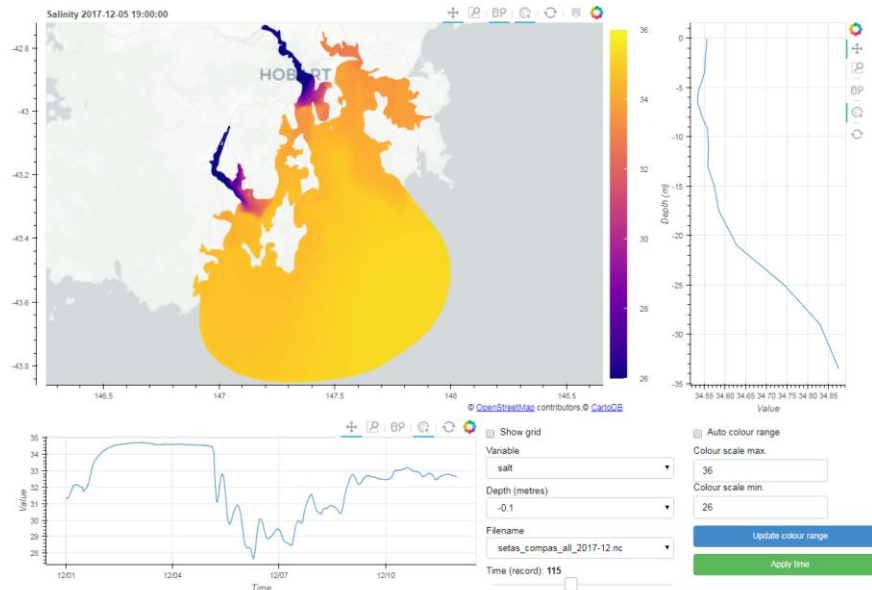 Salinity 2017-12-05 19:00:00
-42.8
-43
-43.2
-43.4
-43.6
-43.8
146.5
147
147.5
148
148.5
HOBART
36
34
32
30
28
26
© OpenStreetMap contributors,© CartoDB
0
-5
-10
-15
-20
-25
-30
-35
Depth (m)
34.55 34.60 34.65 34.70 34.75 34.80 34.85
Value
35
34
33
32
31
30
29
28
Value
12/01
12/04
12/07
12/10
Time
Show grid
Variable
salt
Depth (metres)
-0.1
Filename
setas_compas_all_2017-12.nc
Time (record): 115
Auto colour range
Colour scale max.
36
Colour scale min.
26
Update colour range
Apply time